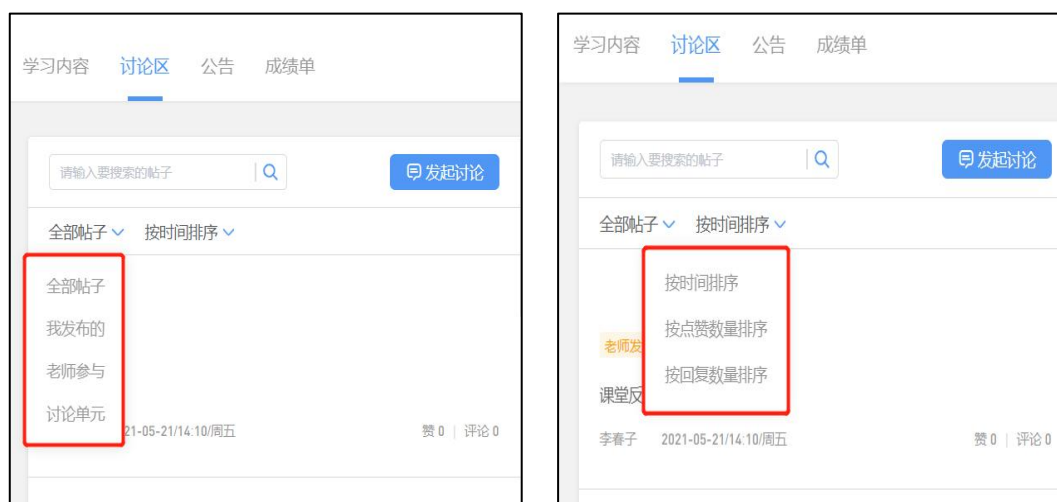 学习内容 讨论区 公告 成绩单
请输入要搜索的帖子
发起讨论
全部帖子 按时间排序
全部帖子
我发布的
老师参与
讨论单元
21-05-21/14:10/周五 赞 0 | 评论 0
学习内容 讨论区 公告 成绩单
请输入要搜索的帖子
发起讨论
全部帖子 按时间排序
按时间排序
按点赞数量排序
老师发
按回复数量排序
课堂反
李春子 2021-05-21/14:10/周五 赞 0 | 评论 0